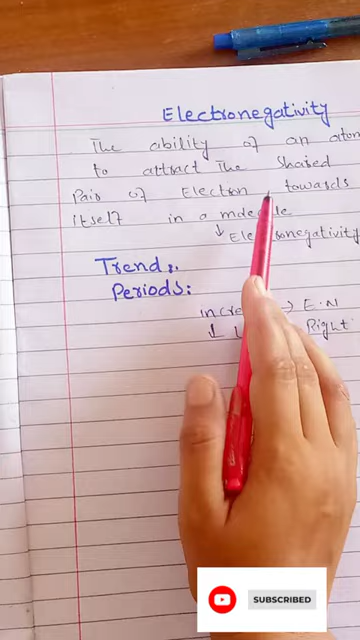 Electronegativity
The ability of an atom
to attract The Shared
Pair of Electron towards
itself in a molecule
↓ Electronegativity
Trend:
Periods:
→ E.N
↓ Right
SUBSCRIBED